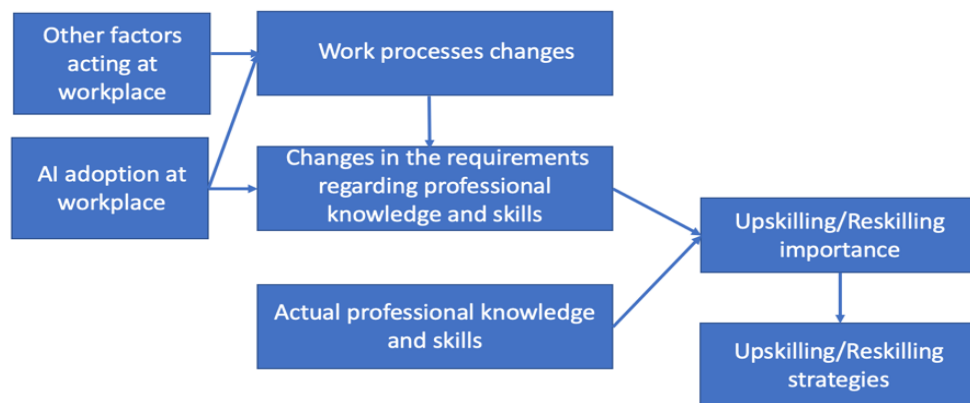 Other factors
acting at
workplace
Work processes changes
AI adoption at
workplace
Changes in the requirements
regarding professional
knowledge and skills
Upskilling/Reskilling
importance
Actual professional knowledge
and skills
Upskilling/Reskilling
strategies